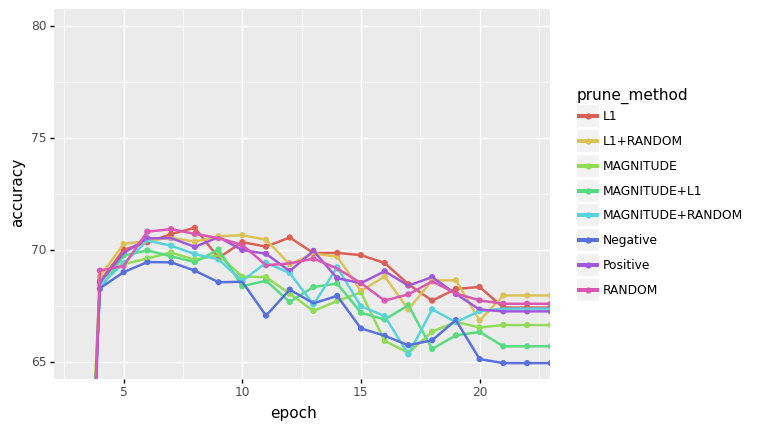 80
75
70
65
accuracy
5
10
15
20
epoch
prune_method
L1
L1+RANDOM
MAGNITUDE
MAGNITUDE+L1
MAGNITUDE+RANDOM
Negative
Positive
RANDOM